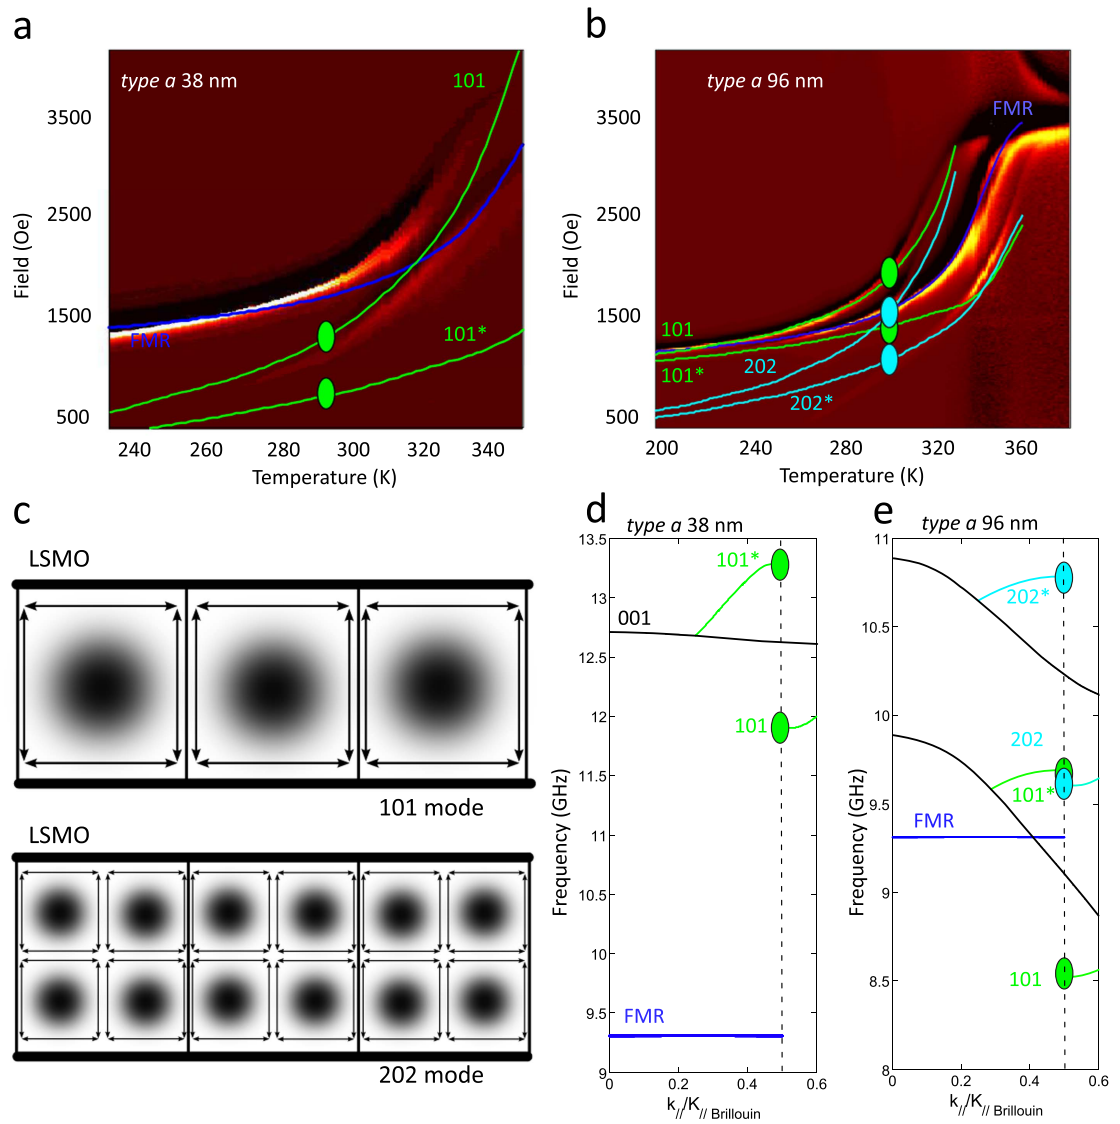 a
type a 38 nm
101
3500
2500
1500
500
Field (Oe)
FMR
101*
240
260
280
300
320
340
Temperature (K)
b
type a 96 nm
FMR
3500
2500
1500
500
Field (Oe)
101
101*
202
202*
200
240
280
320
360
Temperature (K)
c
LSMO
101 mode
LSMO
202 mode
d
type a 38 nm
13.5
13
12.5
12
11.5
11
10.5
10
9.5
9
Frequency (GHz)
101*
001
101
FMR
0
0.2
0.4
0.6
k///K// Brillouin
e
type a 96 nm
11
10.5
10
9.5
9
8.5
8
Frequency (GHz)
202*
202
101*
FMR
101
0
0.2
0.4
0.6
k///K// Brillouin